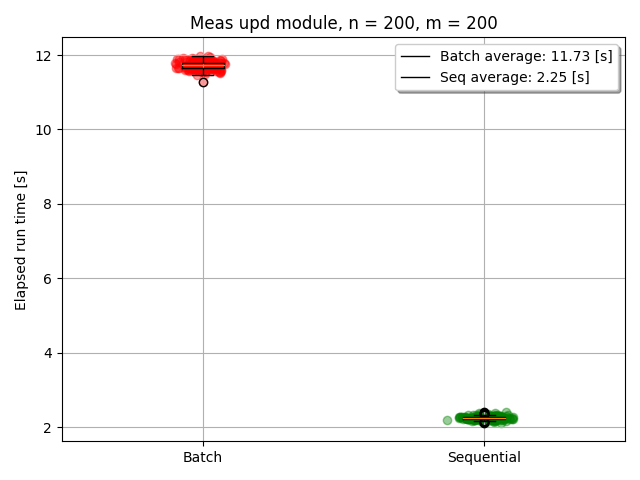 Meas upd module, n = 200, m = 200
Batch average: 11.73 [s]
Seq average: 2.25 [s]
Elapsed run time [s]
12
10
8
6
4
2
Batch
Sequential